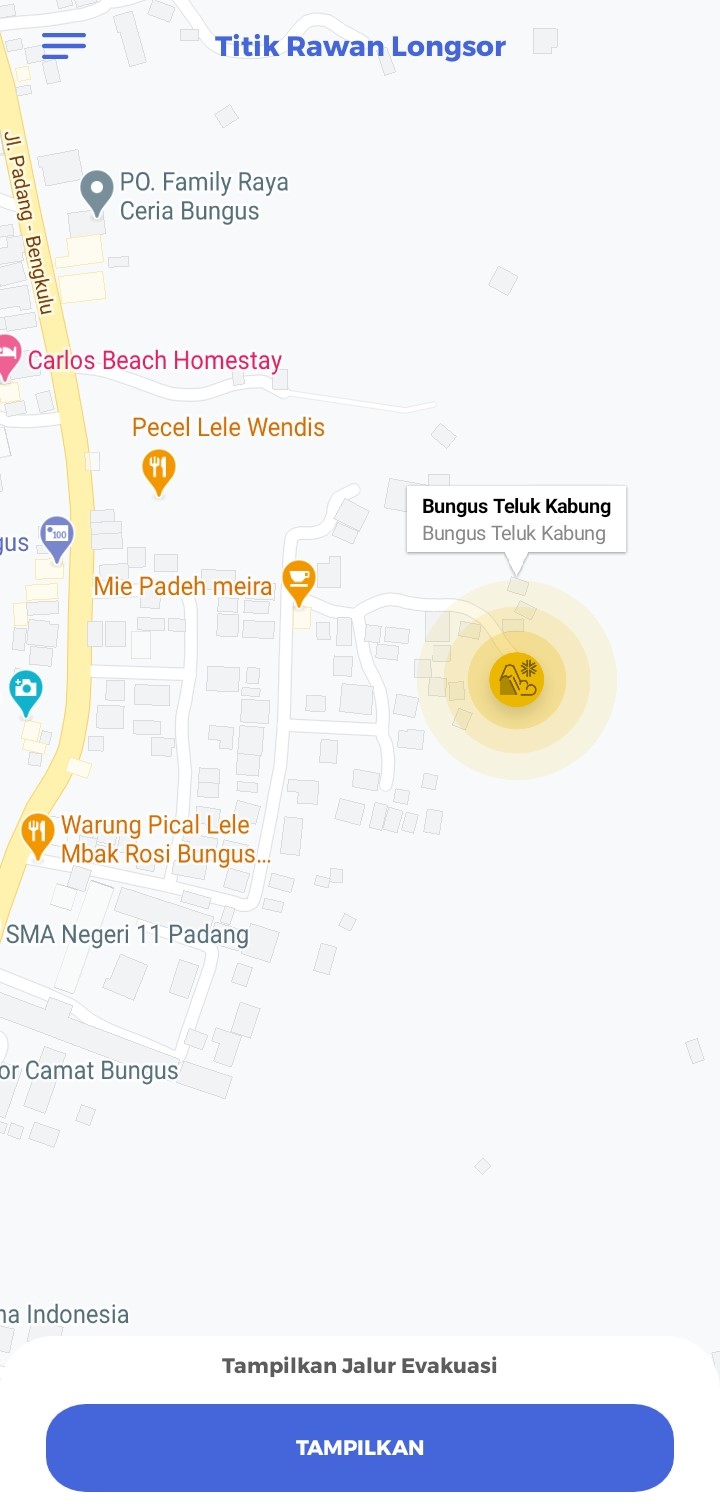 Titik Rawan Longsor
Jl. Padang - Bengkulu
PO. Family Raya
Ceria Bungus
Carlos Beach Homestay
Pecel Lele Wendis
Bungus Teluk Kabung
Bungus Teluk Kabung
gus
100
Mie Padeh meira
Warung Pical Lele
Mbak Rosi Bungus...
SMA Negeri 11 Padang
or Camat Bungus
na Indonesia
Tampilkan Jalur Evakuasi
TAMPILKAN